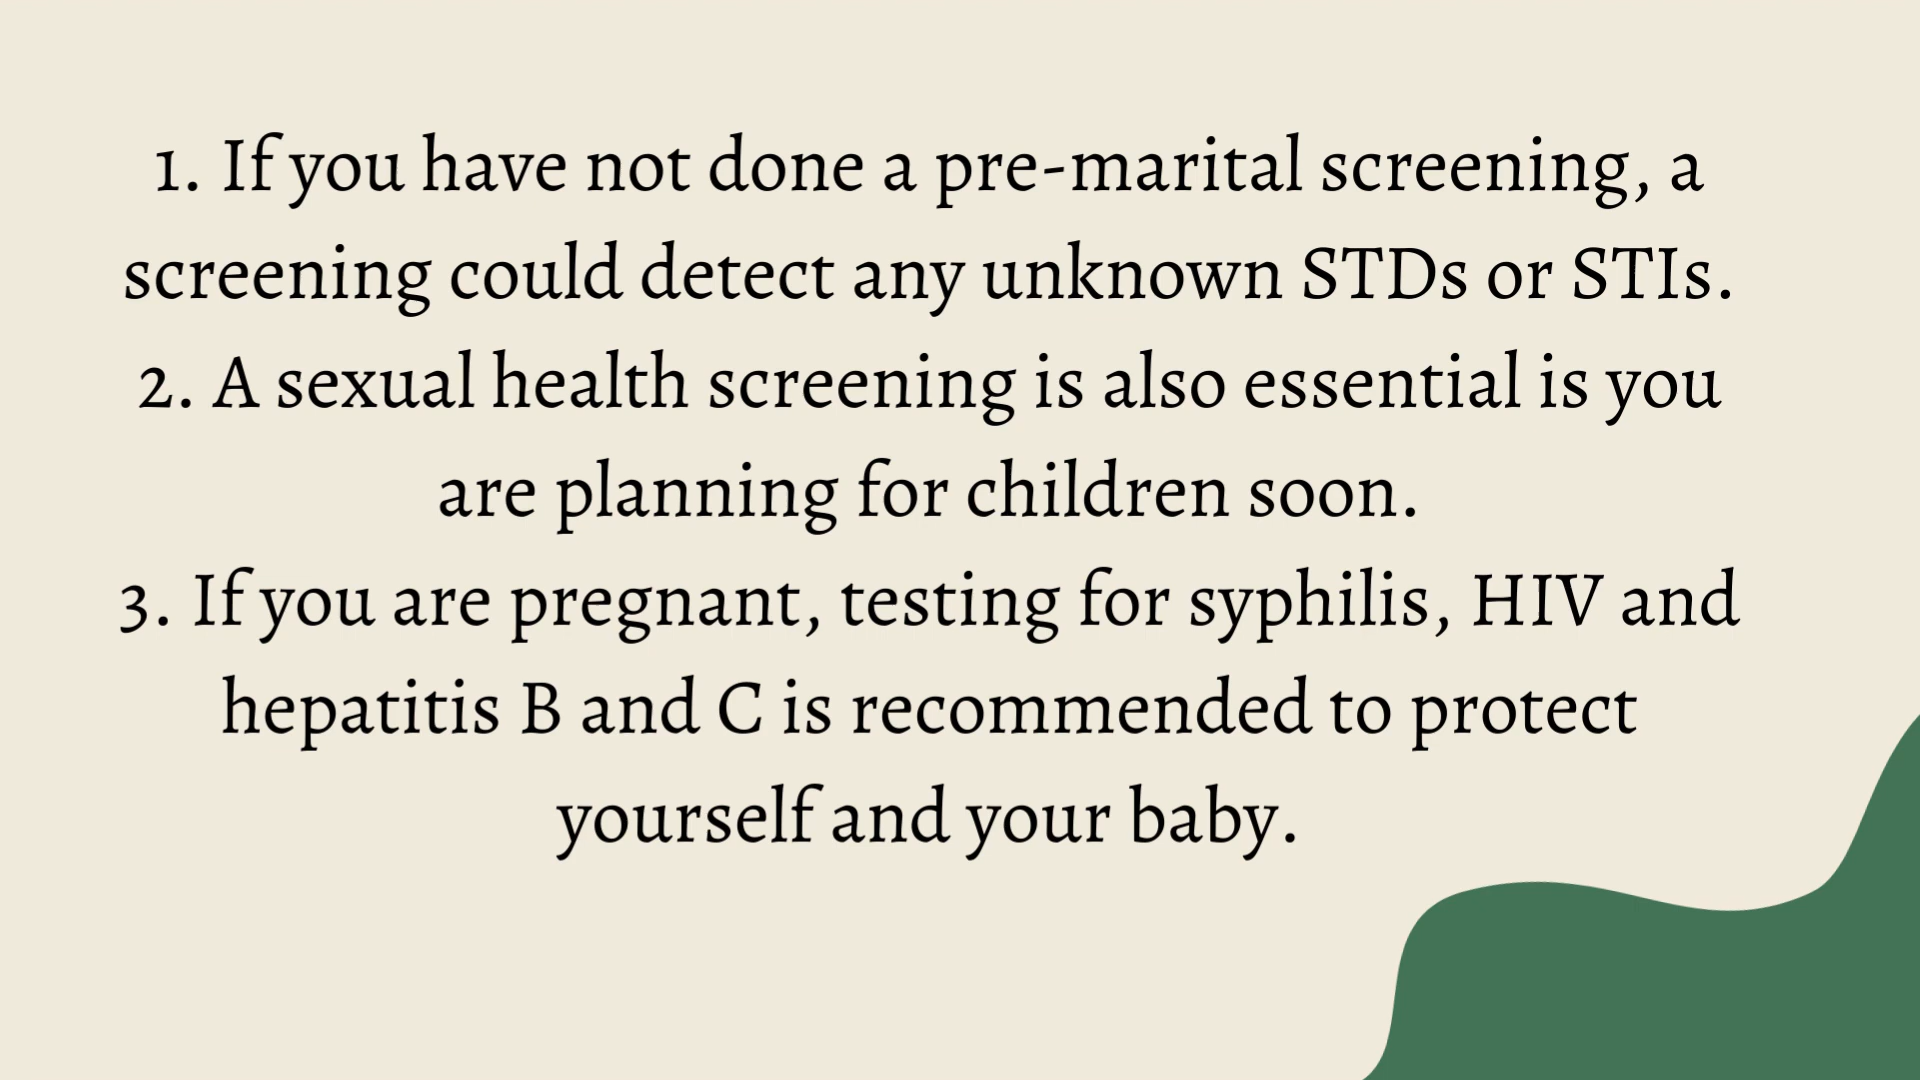 1. If you have not done a pre-marital screening, a
screening could detect any unknown STDs or STIs.
2. A sexual health screening is also essential is you
are planning for children soon.
3. If you are pregnant, testing for syphilis, HIV and
hepatitis B and C is recommended to protect
yourself and your baby.